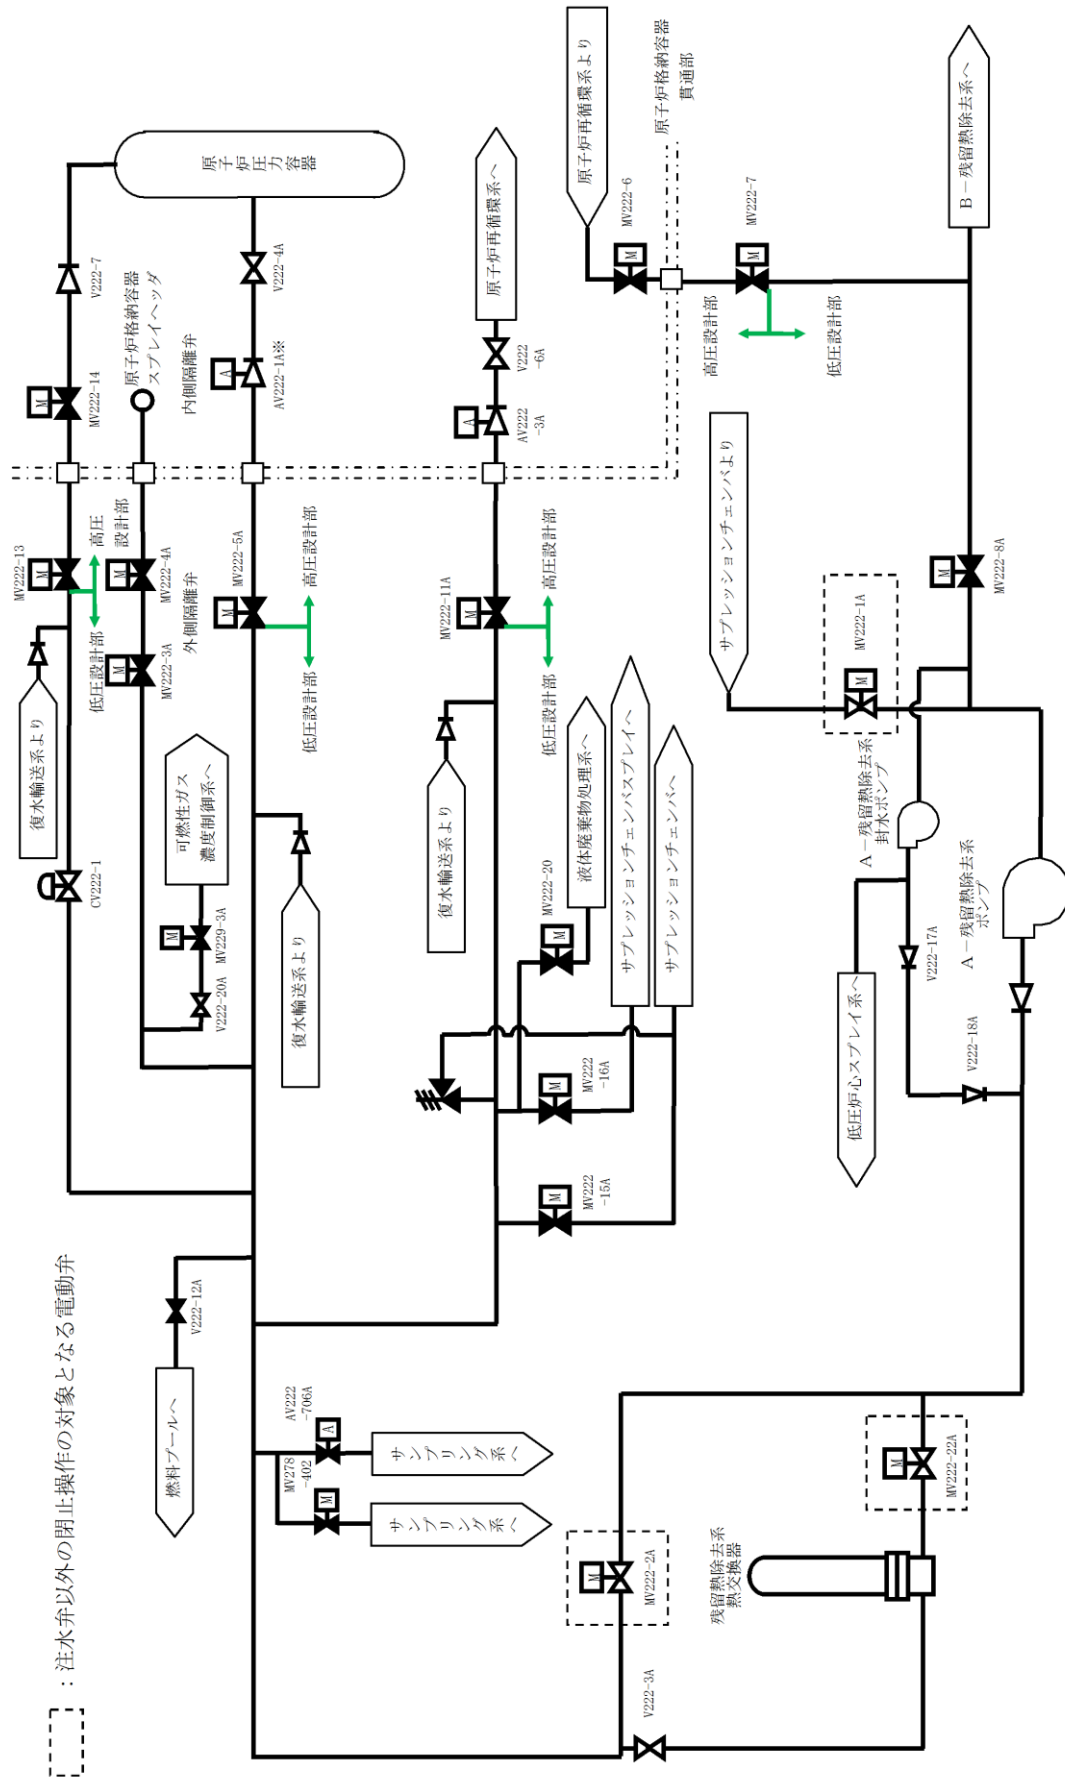 ：注水弁以外の閉止操作の対象となる電動弁
燃料プールへ
V222-12A
CV222-1
復水輸送系より
MV222-13
低圧設計部
高圧
設計部
MV222-14
V222-7
原子炉圧力容器
原子炉格納容器
スプレイヘッダ
MV222-4A
MV222-3A
可燃性ガス
濃度制御系へ
MV229-3A
V222-20A
内側隔離弁
AV222-1A※
V222-4A
外側隔離弁
MV222-5A
低圧設計部
高圧設計部
復水輸送系より
原子炉再循環系へ
V222
-6A
AV222
-3A
MV222-11A
低圧設計部
高圧設計部
復水輸送系より
MV222-20
液体廃棄物処理系へ
サプレッションチェンバスプレイへ
サプレッションチェンバへ
MV222
-16A
MV222
-15A
AV222
-706A
MV278
-402
サンプリング系へ
サンプリング系へ
原子炉再循環系より
MV222-6
原子炉格納容器
貫通部
MV222-7
高圧設計部
低圧設計部
B－残留熱除去系へ
サプレッションチェンバより
MV222-1A
MV222-8A
A－残留熱除去系
封水ポンプ
A－残留熱除去系
ポンプ
V222-17A
低圧炉心スプレイ系へ
V222-18A
MV222-2A
MV222-22A
残留熱除去系
熱交換器
V222-3A
M
M
M
M
M
A
M
A
M
M
M
M
A
M
M
M
M
M
M
M